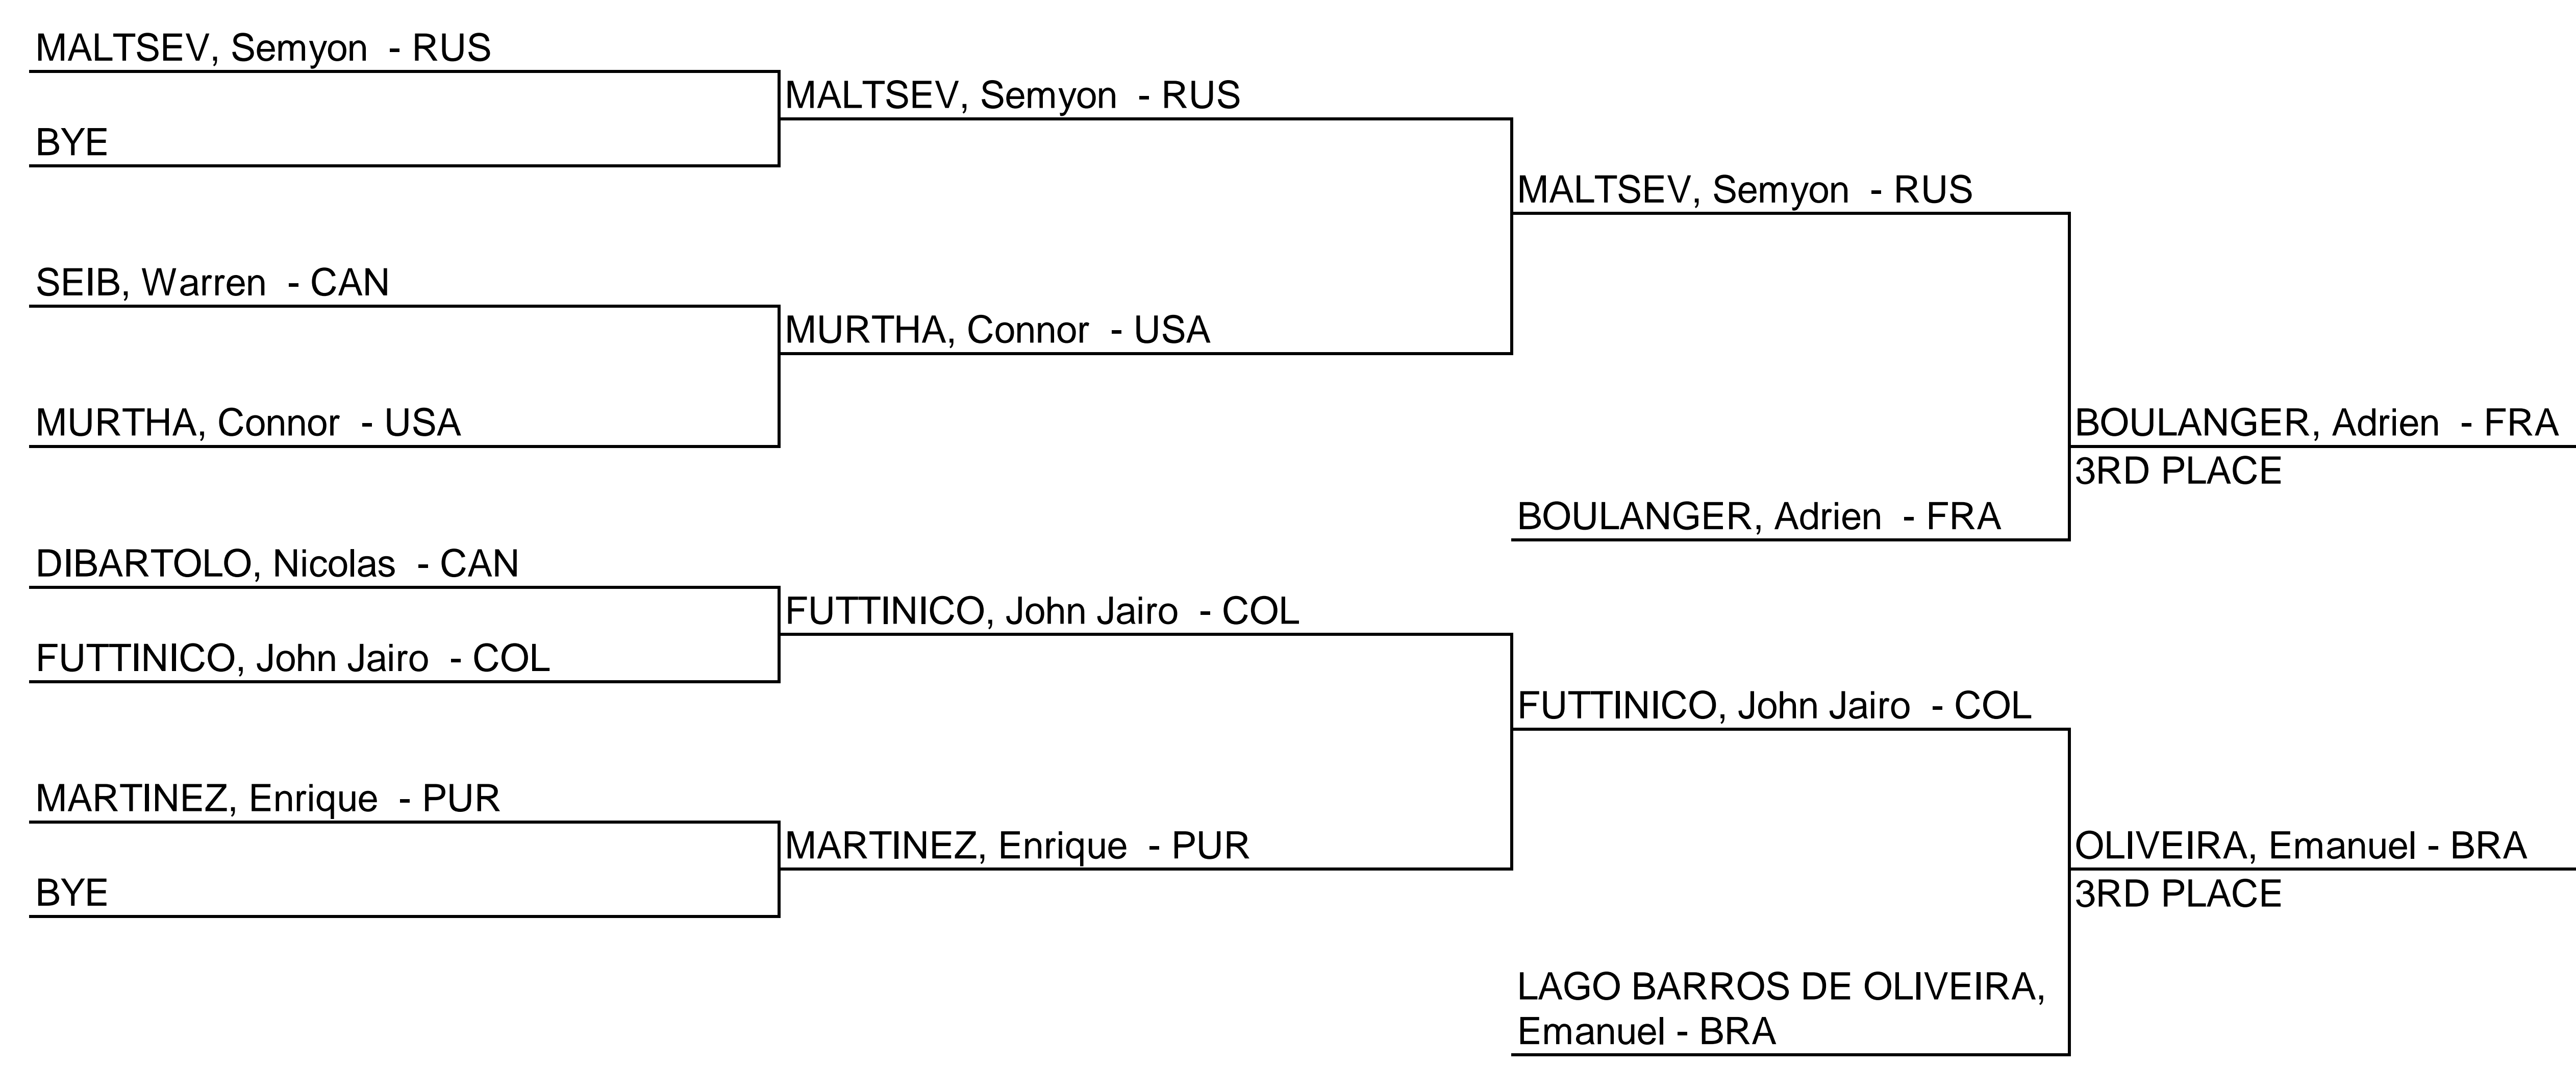 MALTSEV, Semyon - RUS
BYE
SEIB, Warren - CAN
MURTHA, Connor - USA
DIBARTOLO, Nicolas - CAN
FUTTINICO, John Jairo - COL
MARTINEZ, Enrique - PUR
BYE
MALTSEV, Semyon - RUS
MURTHA, Connor - USA
FUTTINICO, John Jairo - COL
MARTINEZ, Enrique - PUR
MALTSEV, Semyon - RUS
BOULANGER, Adrien - FRA
FUTTINICO, John Jairo - COL
LAGO BARROS DE OLIVEIRA,
Emanuel - BRA
BOULANGER, Adrien - FRA
3RD PLACE
OLIVEIRA, Emanuel - BRA
3RD PLACE